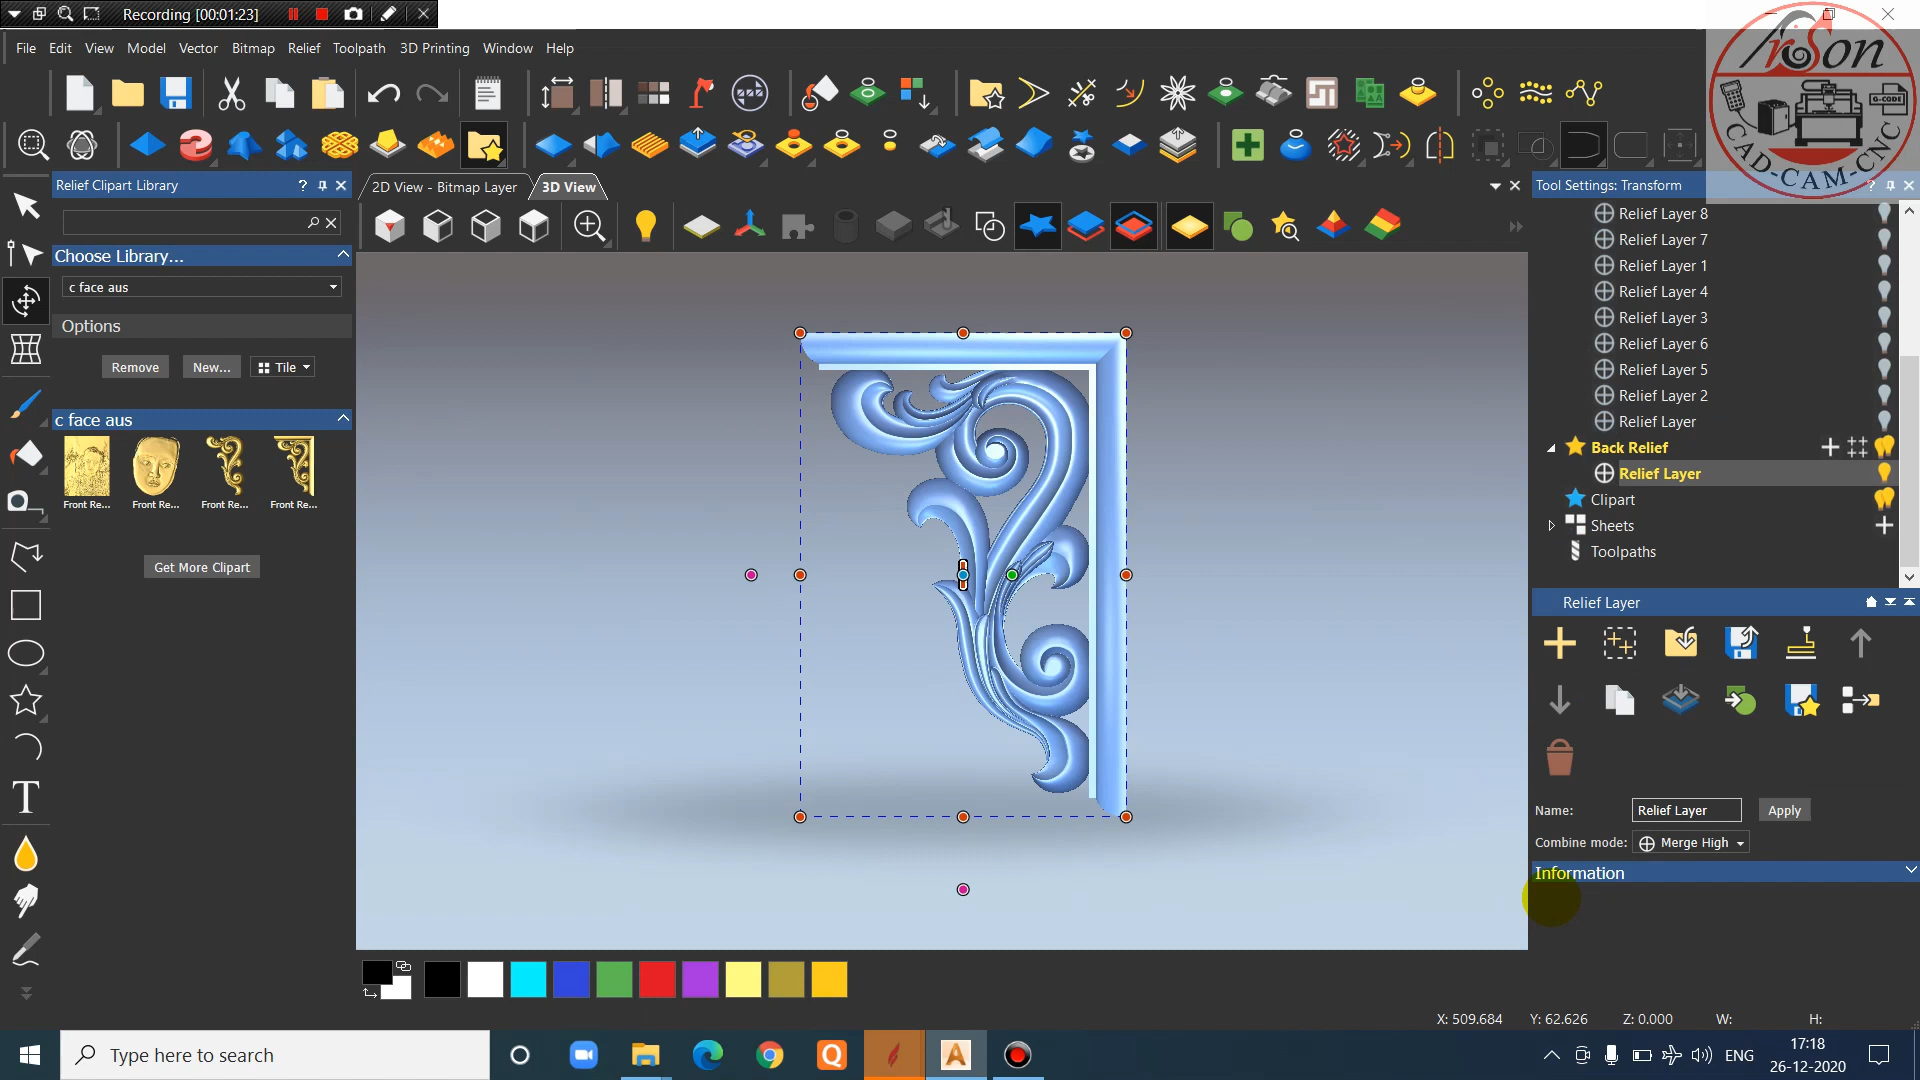 Recording [00:01:23]
File Edit View Model Vector Bitmap Relief Toolpath 3D Printing Window Help
ArSon
G-CODE
CAD-CAM-CNC
Relief Clipart Library ?
2D View - Bitmap Layer 3D View
Tool Settings: Transform ?
Choose Library...
c face aus
Options
Remove New... Tile
c face aus
Front Re... Front Re... Front Re... Front Re...
Get More Clipart
Relief Layer 8
Relief Layer 7
Relief Layer 1
Relief Layer 4
Relief Layer 3
Relief Layer 6
Relief Layer 5
Relief Layer 2
Relief Layer
Back Relief
Relief Layer
Clipart
Sheets
Toolpaths
Relief Layer
Name: Relief Layer Apply
Combine mode: Merge High
Information
T
X: 509.684 Y: 62.626 Z: 0.000 W: H:
Type here to search
Q
A
ENG
17:18
26-12-2020